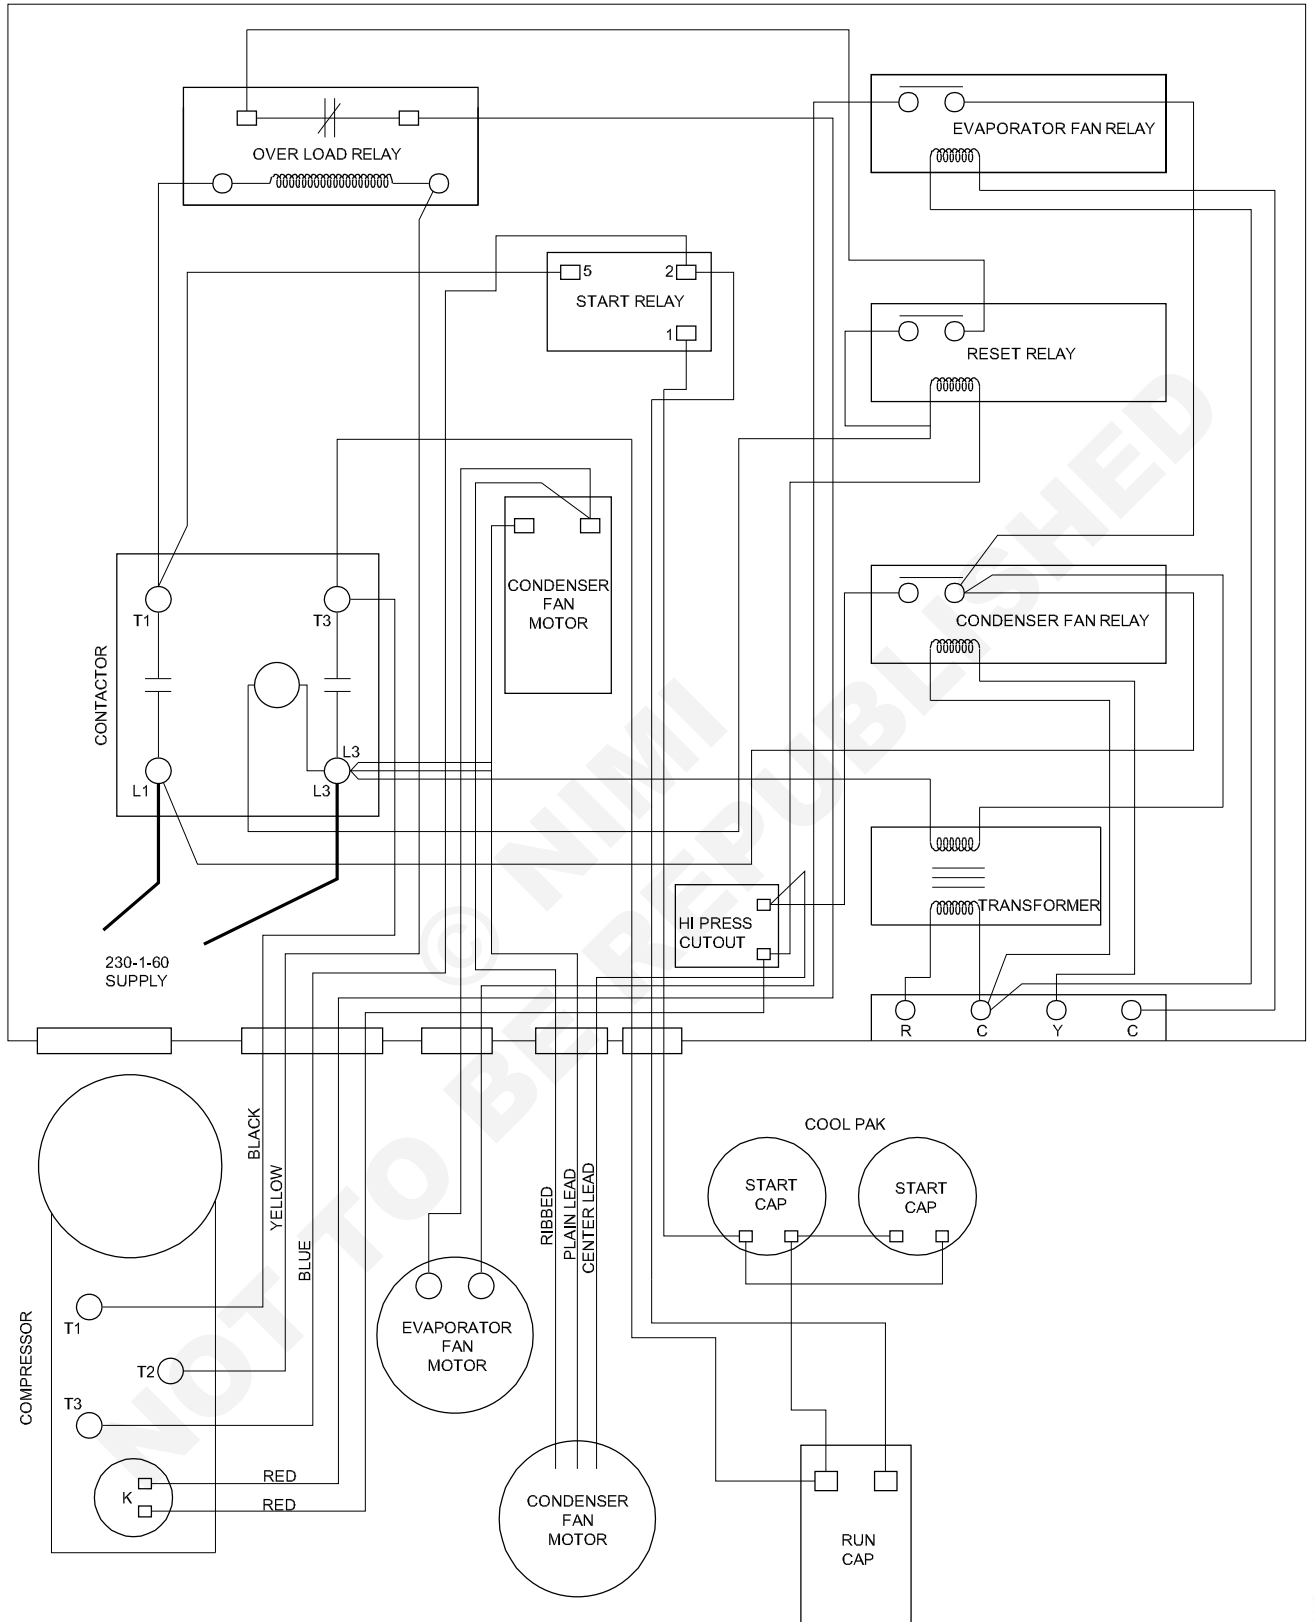 OVER LOAD RELAY
EVAPORATOR FAN RELAY
5
2
START RELAY
1
RESET RELAY
CONDENSER
FAN
MOTOR
CONDENSER FAN RELAY
CONTACTOR
T1
T3
L3
L1
L3
230-1-60
SUPPLY
HI PRESS
CUTOUT
TRANSFORMER
R
C
Y
C
© NIMI
NOT TO BE REPUBLISHED
BLACK
YELLOW
BLUE
RIBBED
PLAIN LEAD
CENTER LEAD
COOL PAK
START
CAP
START
CAP
COMPRESSOR
T1
T2
T3
K
RED
RED
EVAPORATOR
FAN
MOTOR
CONDENSER
FAN
MOTOR
RUN
CAP